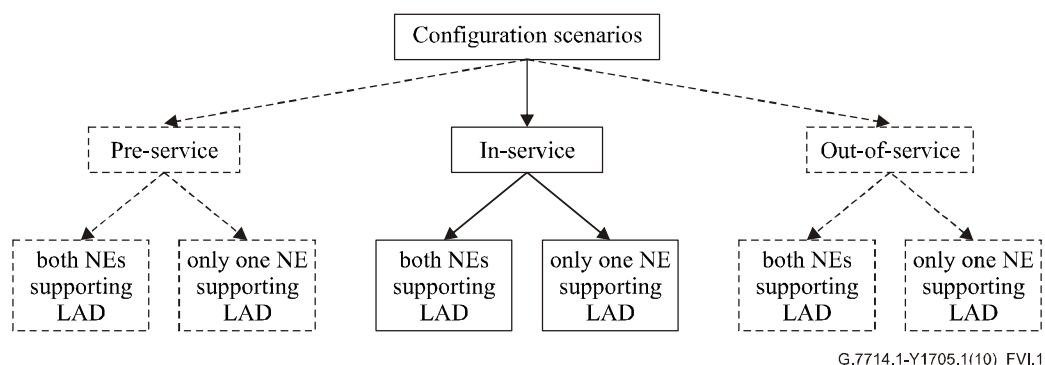 Configuration scenarios
Pre-service
In-service
Out-of-service
both NEs
supporting
LAD
only one NE
supporting
LAD
both NEs
supporting
LAD
only one NE
supporting
LAD
both NEs
supporting
LAD
only one NE
supporting
LAD
G.7714.1-Y1705.1(10)_FVI.1